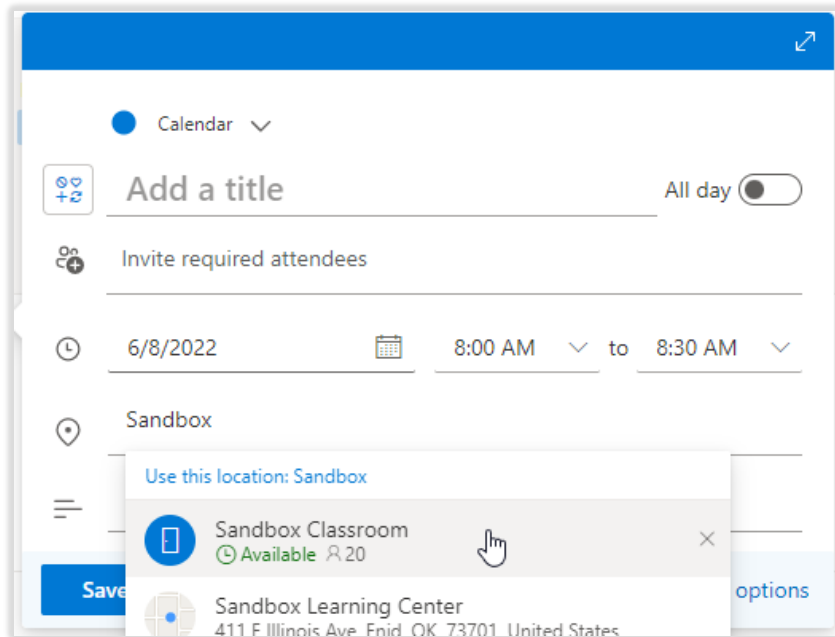 Calendar
Add a title
All day
Invite required attendees
6/8/2022 8:00 AM to 8:30 AM
Sandbox
Use this location: Sandbox
Sandbox Classroom
Available 20
Sandbox Learning Center
Save options
411 E Illinois Ave, Enid, OK, 73701, United States